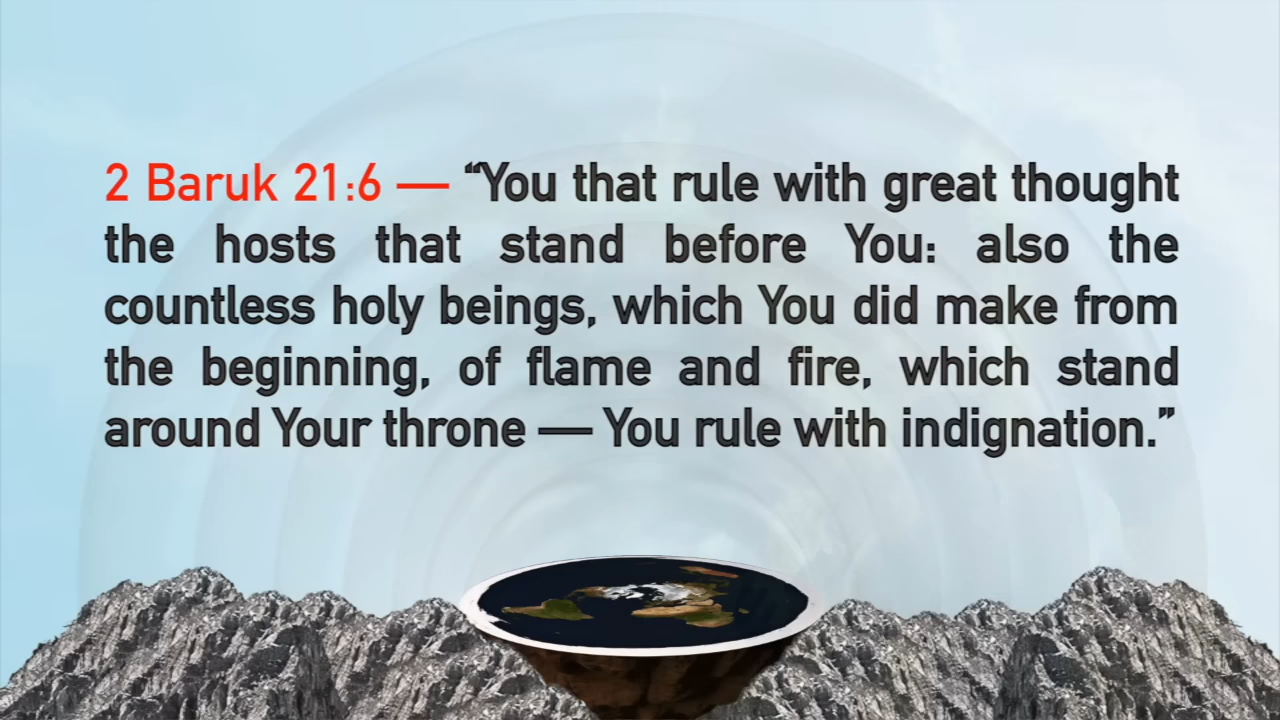 2 Baruk 21:6 — “You that rule with great thought
the hosts that stand before You: also the
countless holy beings, which You did make from
the beginning, of flame and fire, which stand
around Your throne — You rule with indignation.”